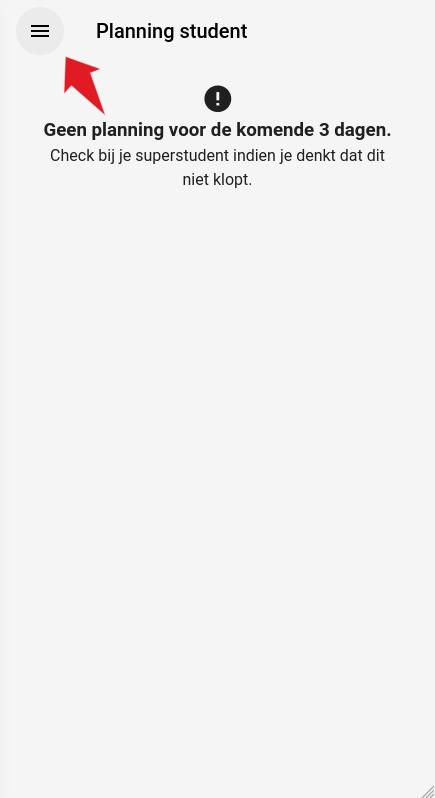 Planning student
Geen planning voor de komende 3 dagen.
Check bij je superstudent indien je denkt dat dit
niet klopt.